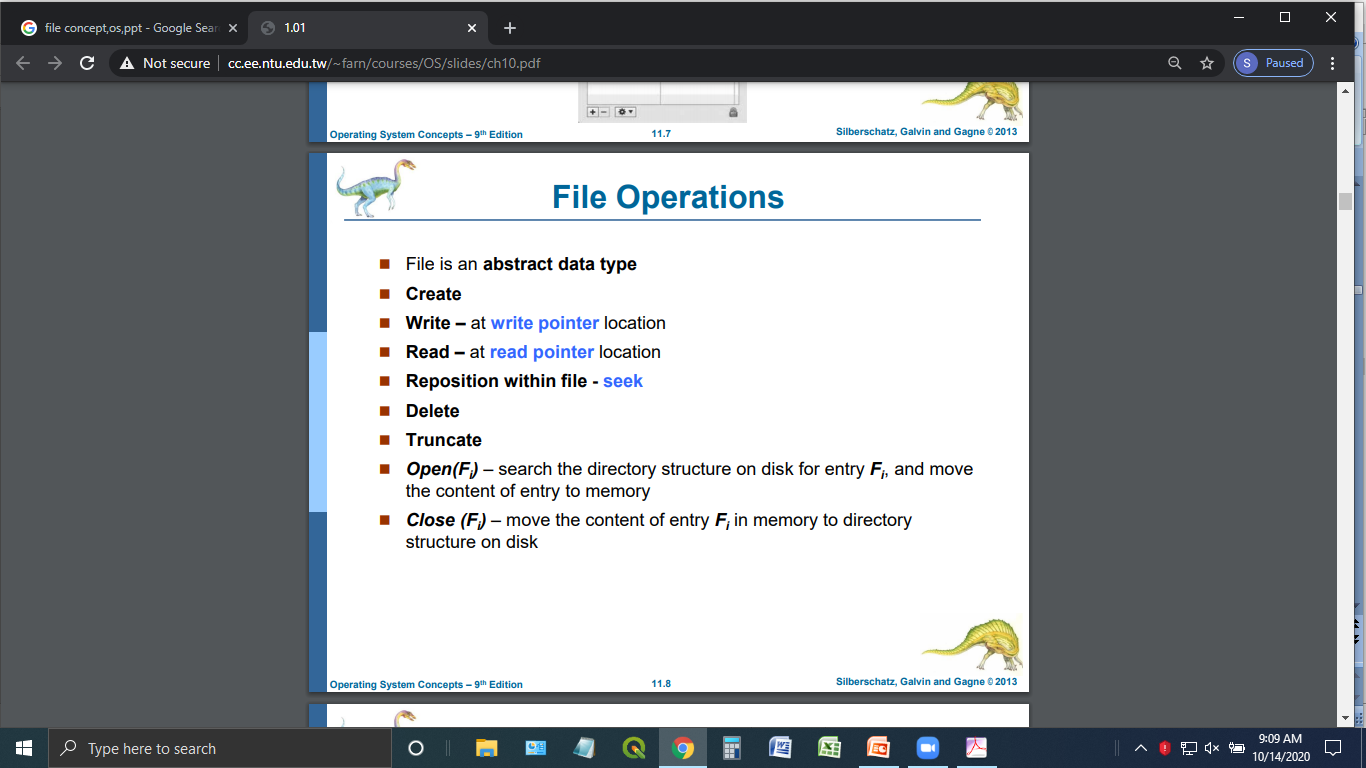 file concept,os,ppt - Google Sear
1.01
Not secure
cc.ee.ntu.edu.tw/~farn/courses/OS/slides/ch10.pdf
S
Paused
Operating System Concepts – 9th Edition
11.7
Silberschatz, Galvin and Gagne © 2013
File Operations
File is an abstract data type
Create
Write – at write pointer location
Read – at read pointer location
Reposition within file - seek
Delete
Truncate
Open(Fi) – search the directory structure on disk for entry Fi, and move
the content of entry to memory
Close (Fi) – move the content of entry Fi in memory to directory
structure on disk
Operating System Concepts – 9th Edition
11.8
Silberschatz, Galvin and Gagne © 2013
Type here to search
9:09 AM
10/14/2020